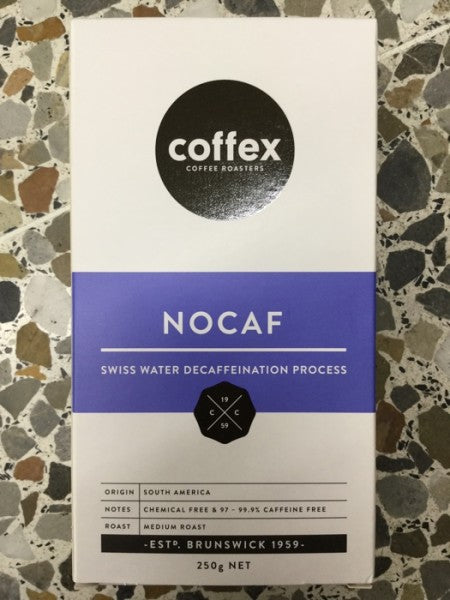 coffex
COFFEE ROASTERS
NOCAF
SWISS WATER DECAFFEINATION PROCESS
19
C C
59
ORIGIN SOUTH AMERICA
NOTES CHEMICAL FREE & 97 - 99.9% CAFFEINE FREE
ROAST MEDIUM ROAST
-ESTD. BRUNSWICK 1959-
250g NET